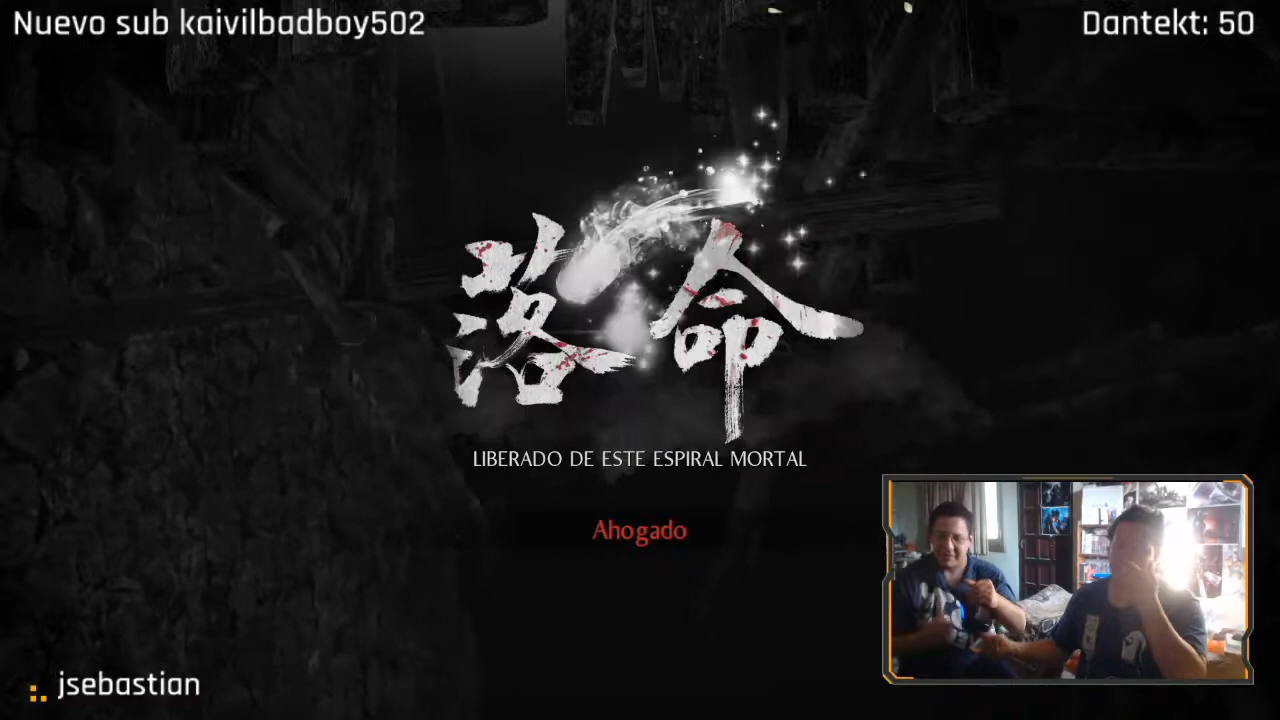 Nuevo sub kaivilbadboy502
Dantekt: 50
落命
LIBERADO DE ESTE ESPIRAL MORTAL
Ahogado
jsebastian